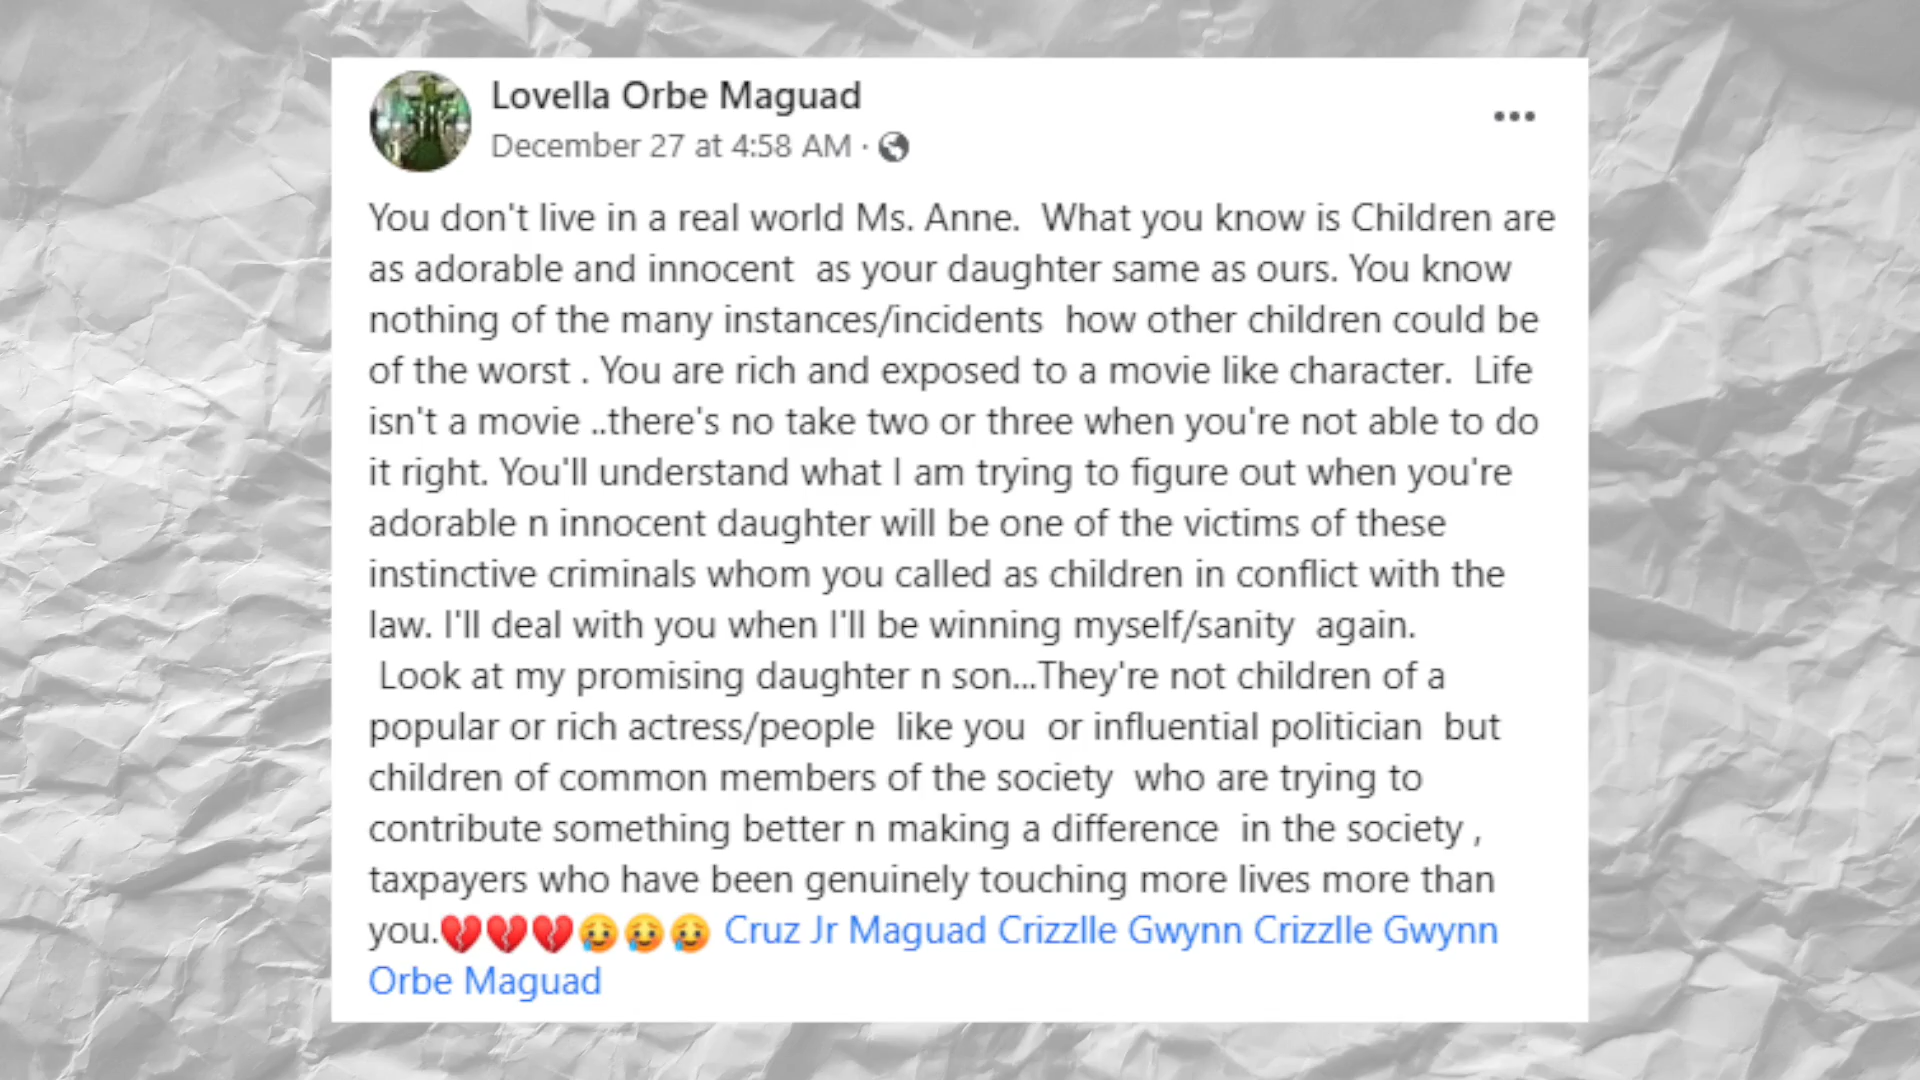 Lovella Orbe Maguad
December 27 at 4:58 AM ·
You don't live in a real world Ms. Anne.  What you know is Children are
as adorable and innocent  as your daughter same as ours. You know
nothing of the many instances/incidents  how other children could be
of the worst . You are rich and exposed to a movie like character.  Life
isn't a movie ..there's no take two or three when you're not able to do
it right. You'll understand what I am trying to figure out when you're
adorable n innocent daughter will be one of the victims of these
instinctive criminals whom you called as children in conflict with the
law. I'll deal with you when I'll be winning myself/sanity  again.
Look at my promising daughter n son...They're not children of a
popular or rich actress/people  like you  or influential politician  but
children of common members of the society  who are trying to
contribute something better n making a difference  in the society ,
taxpayers who have been genuinely touching more lives more than
you.💔💔💔🥲🥲🥲 Cruz Jr Maguad Crizzlle Gwynn Crizzlle Gwynn
Orbe Maguad